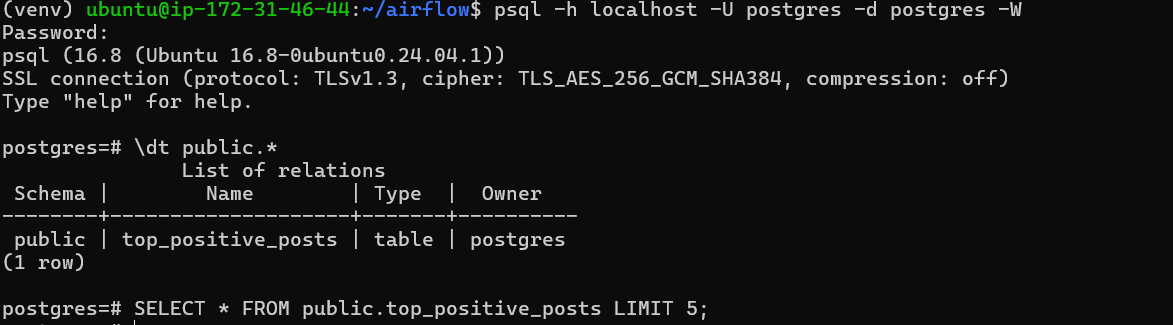 (venv) ubuntu@ip-172-31-46-44:~/airflow$ psql -h localhost -U postgres -d postgres -W
Password:
psql (16.8 (Ubuntu 16.8-0ubuntu0.24.04.1))
SSL connection (protocol: TLSv1.3, cipher: TLS_AES_256_GCM_SHA384, compression: off)
Type "help" for help.

postgres=# \dt public.*
               List of relations
 Schema |        Name        | Type  |  Owner
--------+--------------------+-------+----------
 public | top_positive_posts | table | postgres
(1 row)

postgres=# SELECT * FROM public.top_positive_posts LIMIT 5;